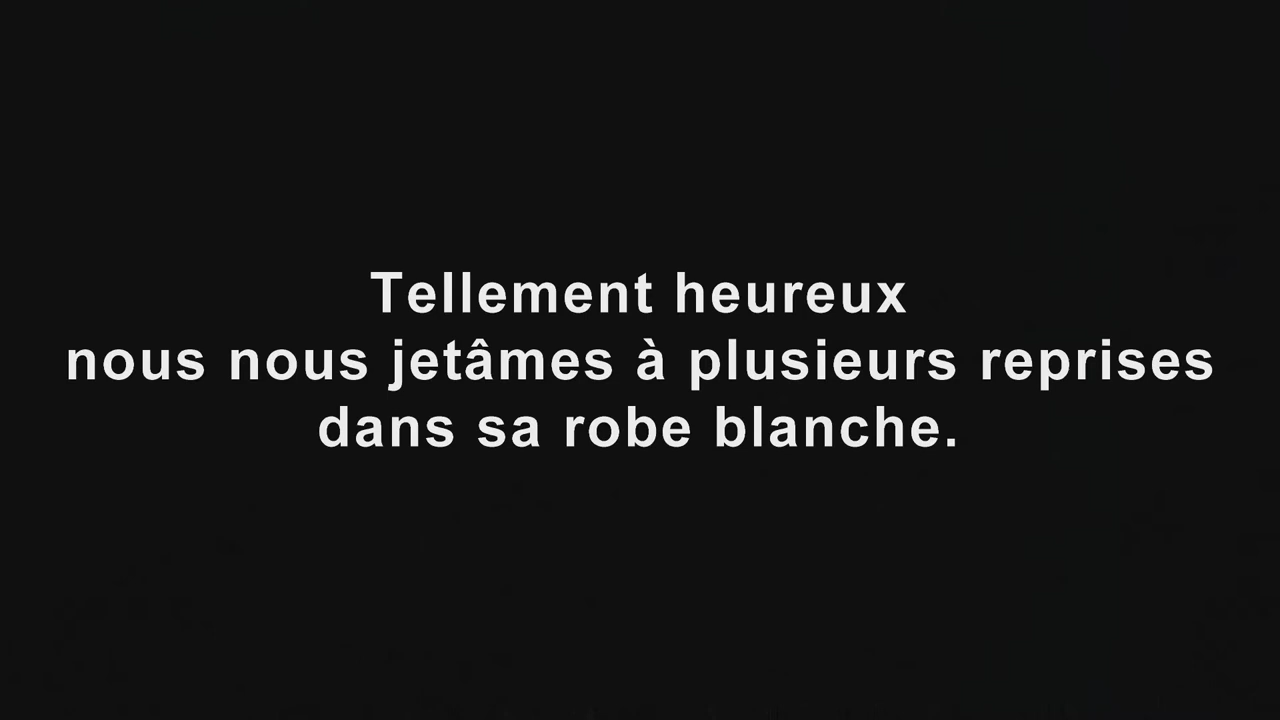 Tellement heureux
nous nous jetâmes à plusieurs reprises
dans sa robe blanche.